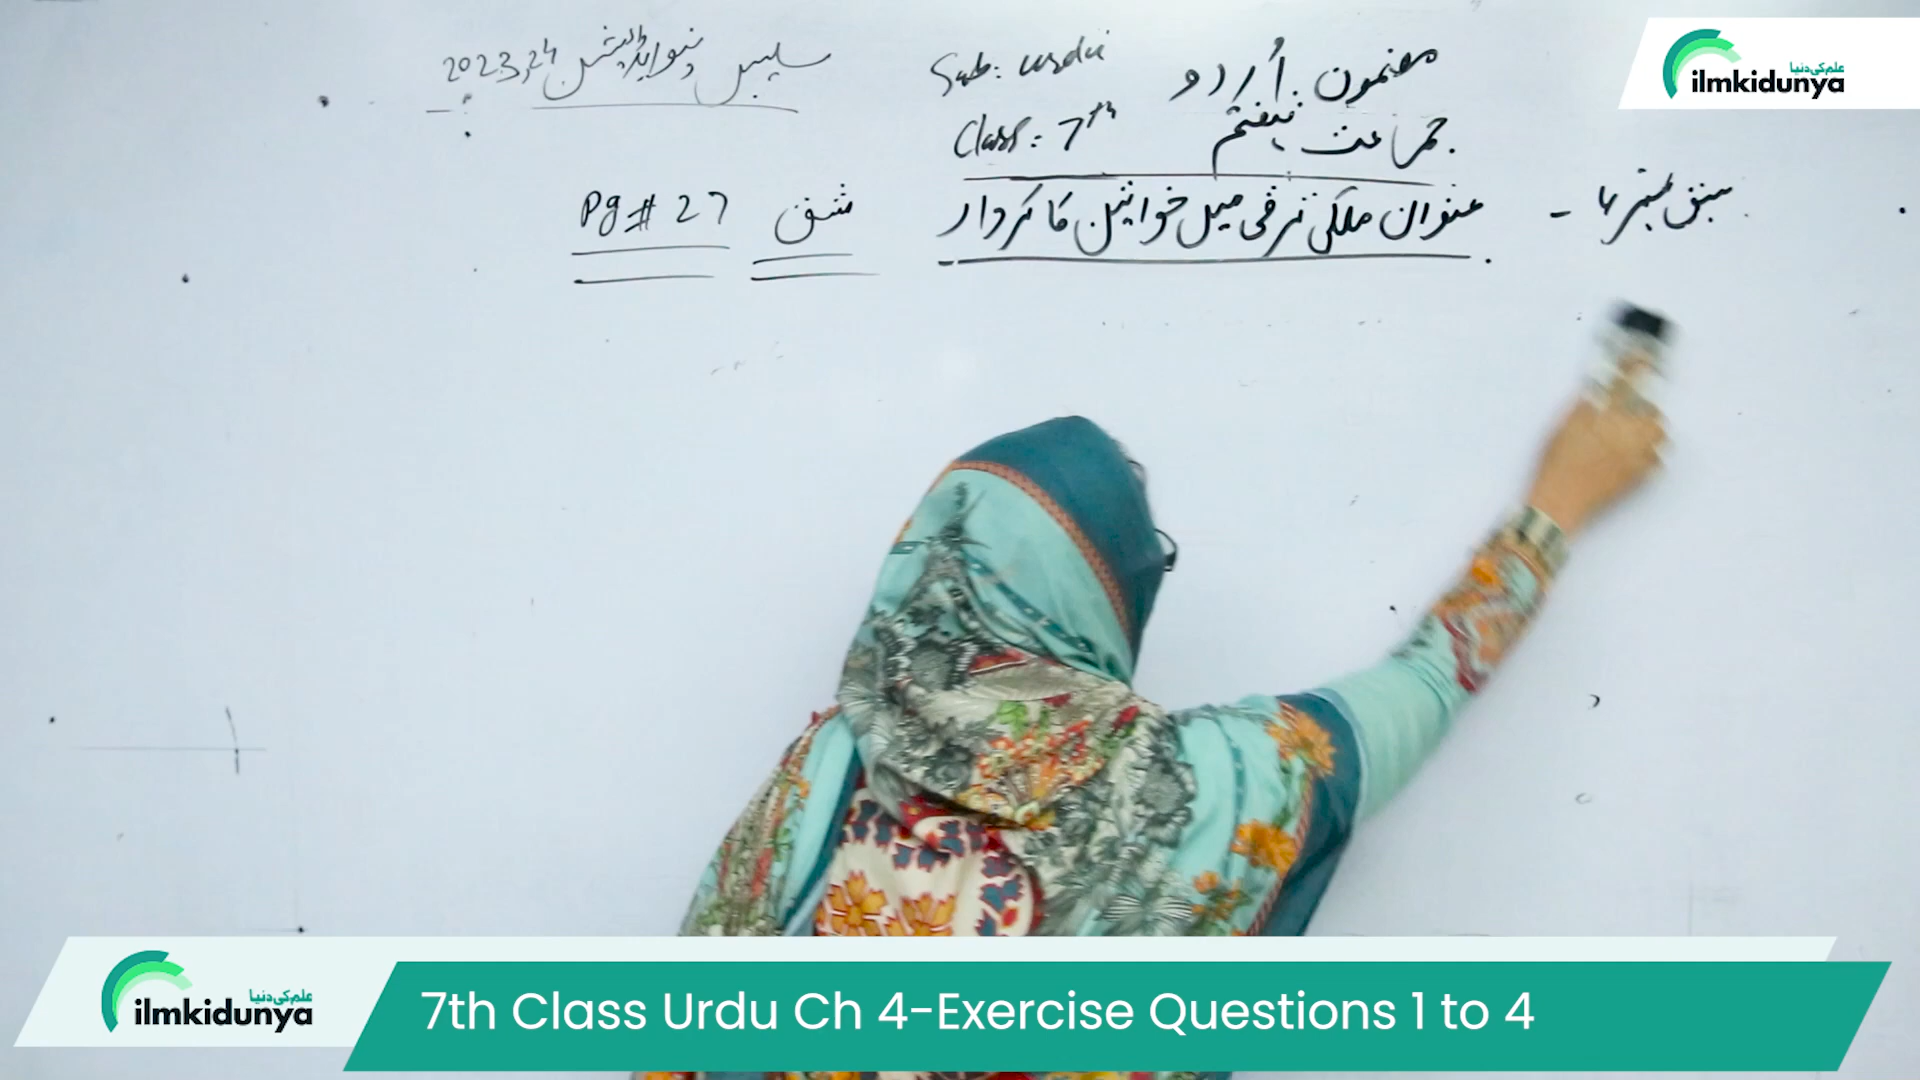 مضمون . اُردو Sub: urdu سلیبس نیو ایڈیشن 2023,24
جماعت ہفتم Class: 7th
سبق نمبر ۴ - عنوان ملکی ترقی میں خواتین کا کردار مشق Pg# 27
علم کی دنیا
ilmkidunya
علم کی دنیا
ilmkidunya
7th Class Urdu Ch 4-Exercise Questions 1 to 4